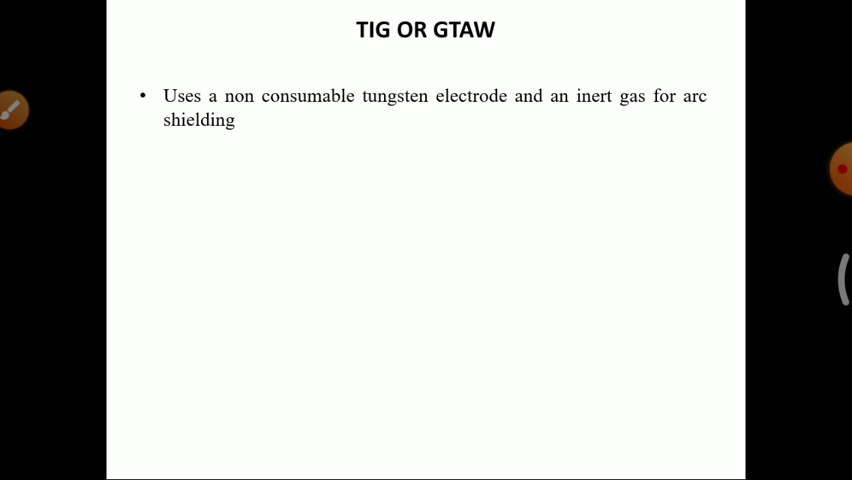 TIG OR GTAW
• Uses a non consumable tungsten electrode and an inert gas for arc
shielding